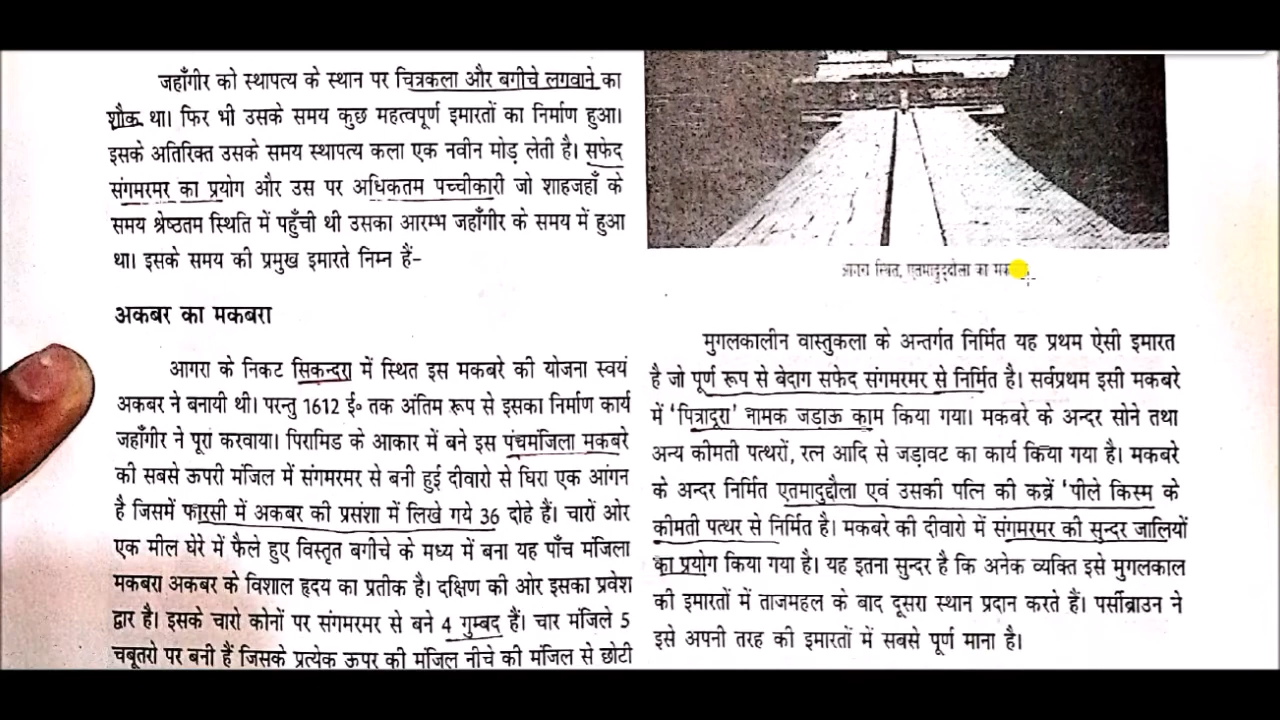 जहाँगीर को स्थापत्य के स्थान पर चित्रकला और बगीचे लगवाने का
शौक था। फिर भी उसके समय कुछ महत्वपूर्ण इमारतों का निर्माण हुआ।
इसके अतिरिक्त उसके समय स्थापत्य कला एक नवीन मोड़ लेती है। सफेद
संगमरमर का प्रयोग और उस पर अधिकतम पच्चीकारी जो शाहजहाँ के
समय श्रेष्ठतम स्थिति में पहुँची थी उसका आरम्भ जहाँगीर के समय में हुआ
था। इसके समय की प्रमुख इमारते निम्न हैं-
अकबर का मकबरा
आगरा के निकट सिकन्दरा में स्थित इस मकबरे की योजना स्वयं
अकबर ने बनायी थी। परन्तु 1612 ई॰ तक अंतिम रूप से इसका निर्माण कार्य
जहाँगीर ने पूरा करवाया। पिरामिड के आकार में बने इस पंचमंजिला मकबरे
की सबसे ऊपरी मंजिल में संगमरमर से बनी हुई दीवारो से घिरा एक आंगन
है जिसमें फारसी में अकबर की प्रसंशा में लिखे गये 36 दोहे हैं। चारों ओर
एक मील घेरे में फैले हुए विस्तृत बगीचे के मध्य में बना यह पाँच मंजिला
मकबरा अकबर के विशाल हृदय का प्रतीक है। दक्षिण की ओर इसका प्रवेश
द्वार है। इसके चारो कोनों पर संगमरमर से बने 4 गुम्बद हैं। चार मंजिले 5
चबूतरो पर बनी हैं जिसके प्रत्येक ऊपर की मंजिल नीचे की मंजिल से छोटी
आगरा स्थित, एतमादुद्दौला का
मुगलकालीन वास्तुकला के अन्तर्गत निर्मित यह प्रथम ऐसी इमारत
है जो पूर्ण रूप से बेदाग सफेद संगमरमर से निर्मित है। सर्वप्रथम इसी मकबरे
में 'पित्रादूरा' नामक जड़ाऊ काम किया गया। मकबरे के अन्दर सोने तथा
अन्य कीमती पत्थरों, रत्न आदि से जड़ावट का कार्य किया गया है। मकबरे
के अन्दर निर्मित एतमादुद्दौला एवं उसकी पत्नि की कब्रें 'पीले किस्म के
कीमती पत्थर से निर्मित है। मकबरे की दीवारो में संगमरमर की सुन्दर जालियों
का प्रयोग किया गया है। यह इतना सुन्दर है कि अनेक व्यक्ति इसे मुगलकाल
की इमारतों में ताजमहल के बाद दूसरा स्थान प्रदान करते हैं। पर्सीब्राउन ने
इसे अपनी तरह की इमारतों में सबसे पूर्ण माना है।